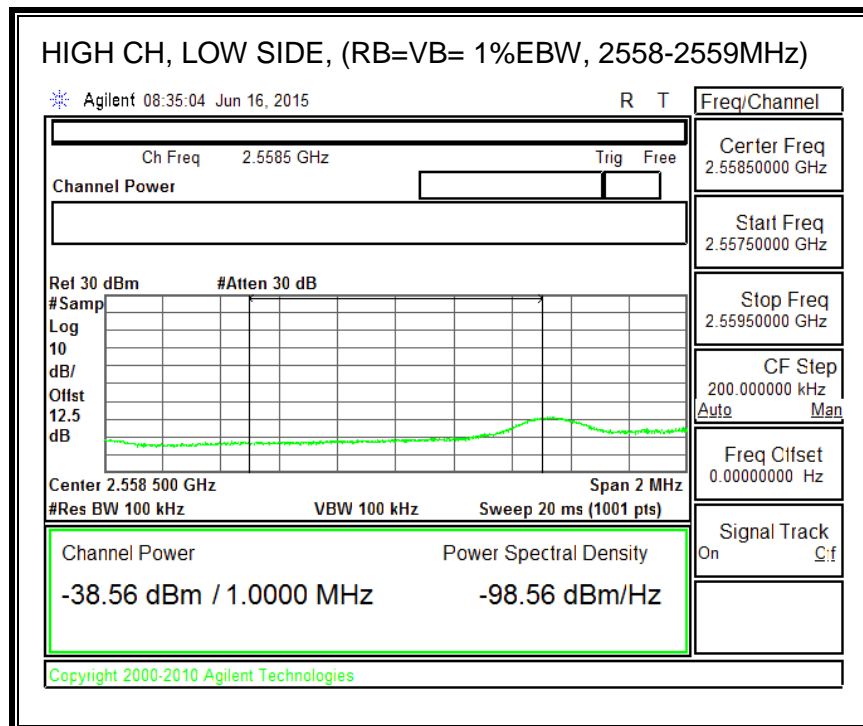 HIGH CH, LOW SIDE, (RB=VB= 1%EBW, 2558-2559MHz)
Agilent 08:35:04 Jun 16, 2015 R T
Freq/Channel
Ch Freq 2.5585 GHz Trig Free
Channel Power
Center Freq
2.55850000 GHz
Start Freq
2.55750000 GHz
Stop Freq
2.55950000 GHz
CF Step
200.000000 kHz
Auto Man
Freq Offset
0.00000000 Hz
Signal Track
On Off
Ref 30 dBm #Atten 30 dB
#Samp
Log
10
dB/
Offst
12.5
dB
Center 2.558 500 GHz Span 2 MHz
#Res BW 100 kHz VBW 100 kHz Sweep 20 ms (1001 pts)
Channel Power Power Spectral Density
-38.56 dBm / 1.0000 MHz -98.56 dBm/Hz
Copyright 2000-2010 Agilent Technologies